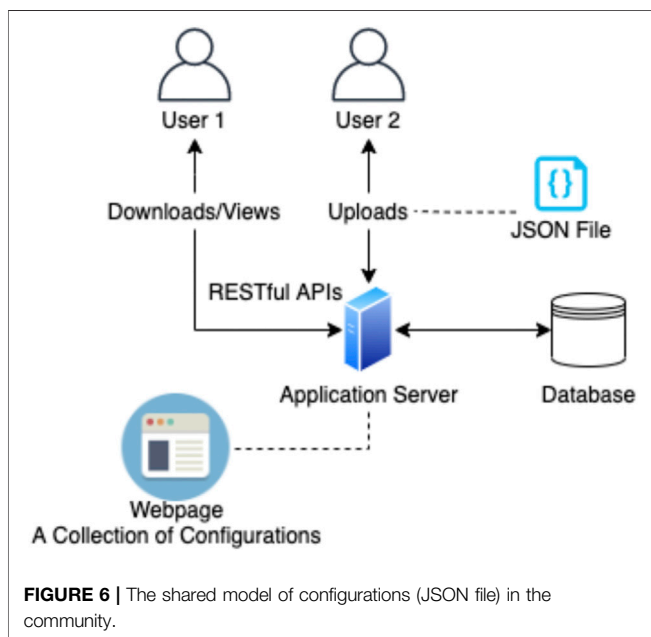 User 1
User 2
Downloads/Views
Uploads
{}
JSON File
RESTful APIs
Application Server
Database
Webpage
A Collection of Configurations
FIGURE 6 | The shared model of configurations (JSON file) in the
community.